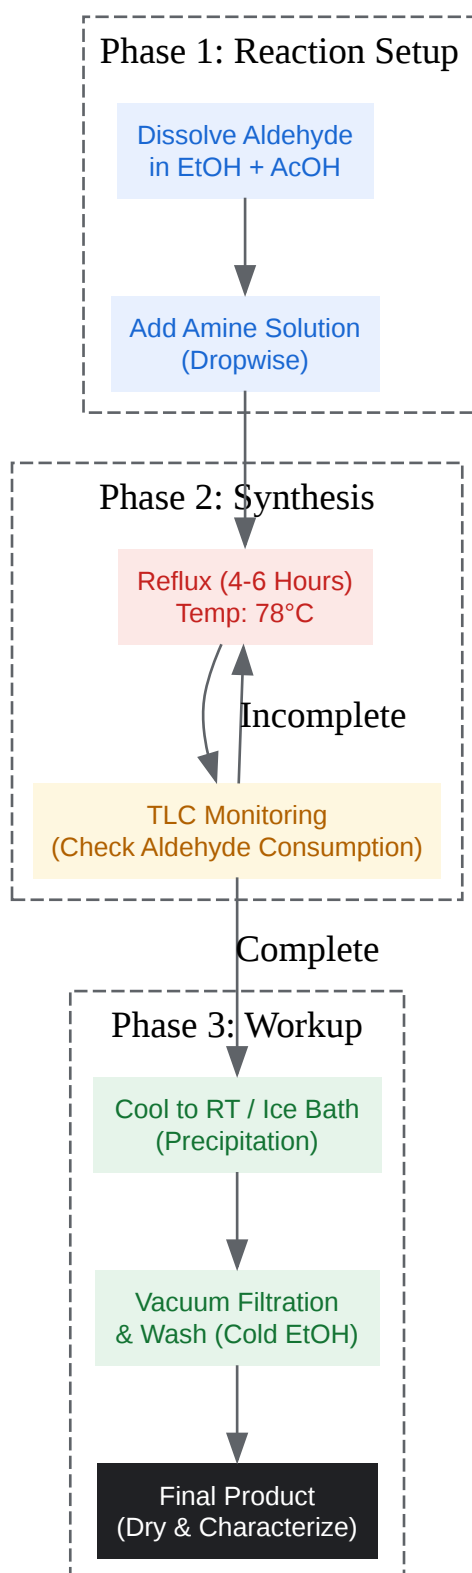 Phase 1: Reaction Setup
Dissolve Aldehyde
in EtOH + AcOH
Add Amine Solution
(Dropwise)
Phase 2: Synthesis
Reflux (4-6 Hours)
Temp: 78°C
Incomplete
TLC Monitoring
(Check Aldehyde Consumption)
Complete
Phase 3: Workup
Cool to RT / Ice Bath
(Precipitation)
Vacuum Filtration
& Wash (Cold EtOH)
Final Product
(Dry & Characterize)